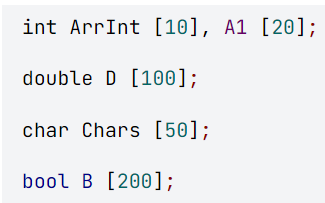 int ArrInt [10], A1 [20];
double D [100];
char Chars [50];
bool B [200];